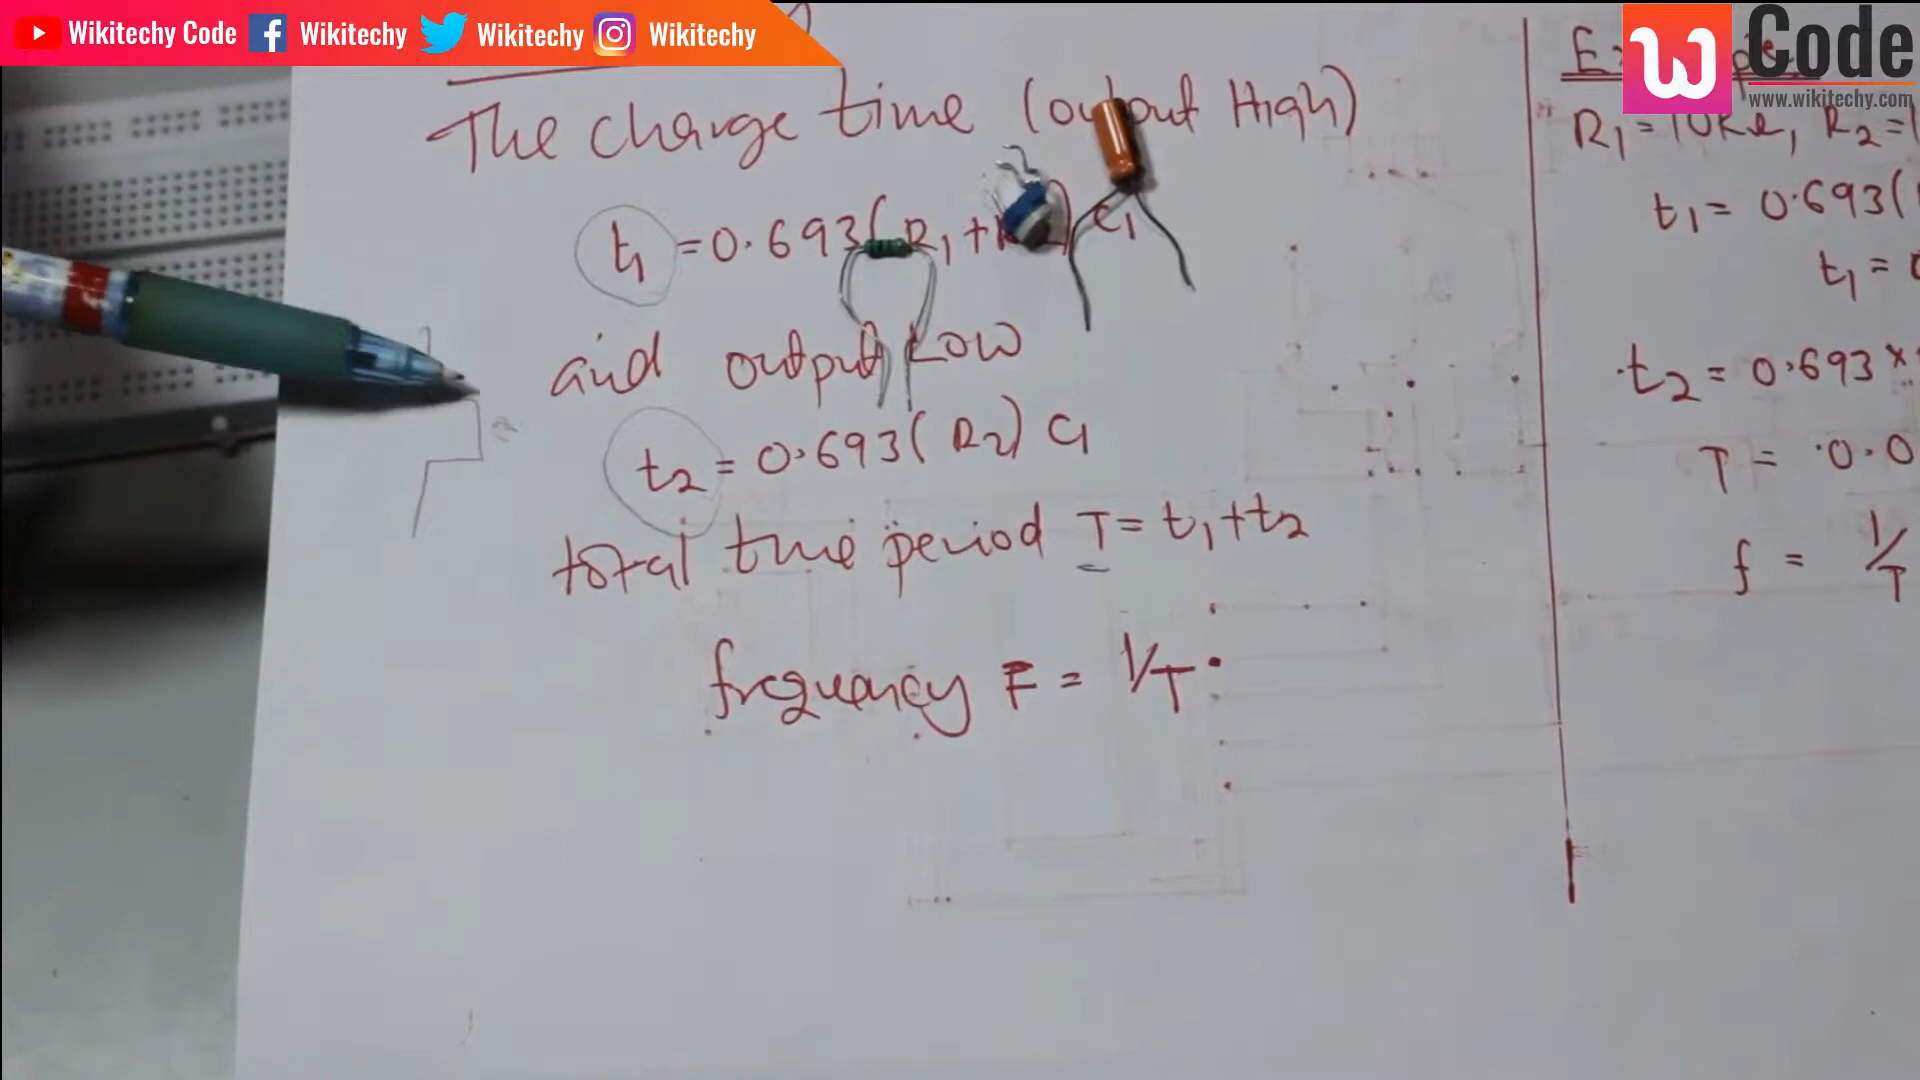 Wikitechy Code Wikitechy Wikitechy Wikitechy
Code
www.wikitechy.com
The charge time (output High)
t1 = 0.693(R1+ ) C1
and output Low
t2 = 0.693(R2) C1
total time period T = t1+t2
frequency F = 1/T.
R1 = 10K, R2 =
t1 = 0.693(
t1 =
t2 = 0.693 ×
T = 0.0
f = 1/T